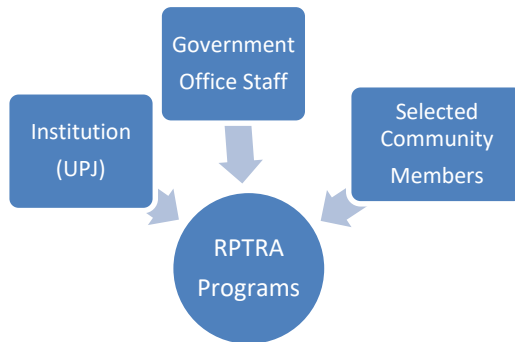 Government
Office Staff
Institution
(UPJ)
Selected
Community
Members
RPTRA
Programs